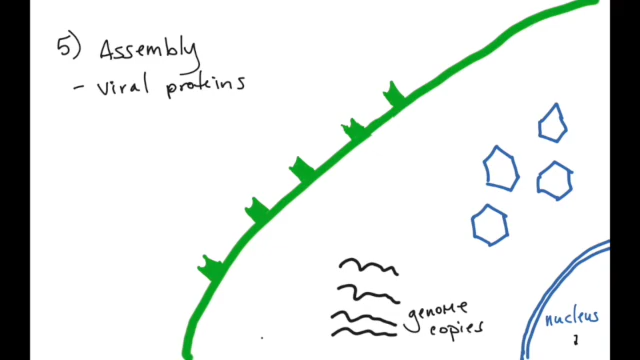 5) Assembly
- viral proteins
genome
copies
nucleus